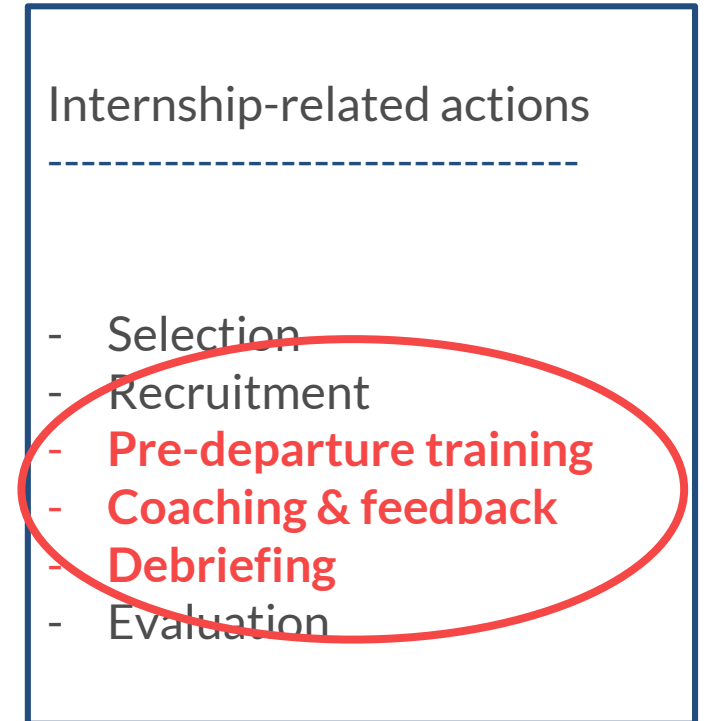 Internship-related actions
--------------------------------
- Selection
- Recruitment
- Pre-departure training
- Coaching & feedback
- Debriefing
- Evaluation